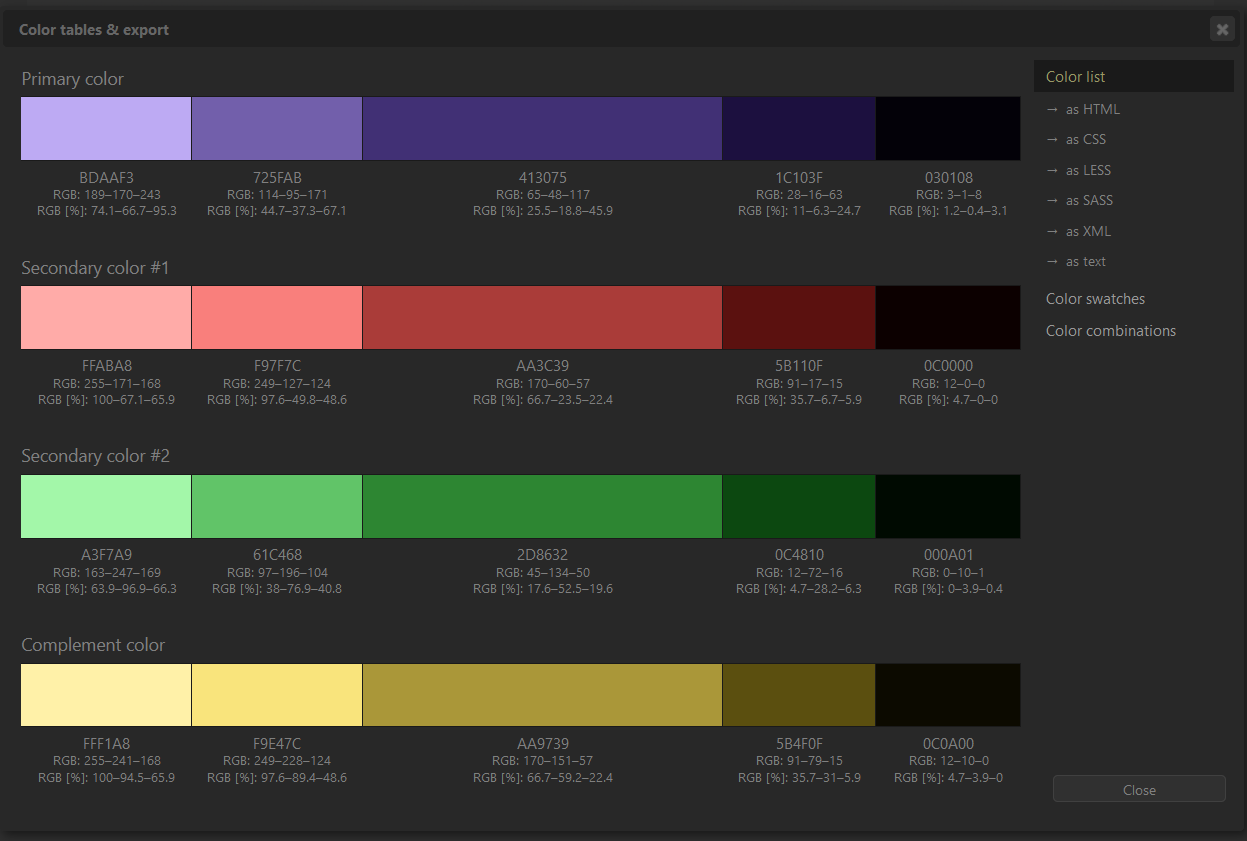 Color tables & export
Primary color
BDAAF3 725FAB 413075 1C103F 030108
RGB: 189–170–243 RGB: 114–95–171 RGB: 65–48–117 RGB: 28–16–63 RGB: 3–1–8
RGB [%]: 74.1–66.7–95.3 RGB [%]: 44.7–37.3–67.1 RGB [%]: 25.5–18.8–45.9 RGB [%]: 11–6.3–24.7 RGB [%]: 1.2–0.4–3.1
Secondary color #1
FFABA8 F97F7C AA3C39 5B110F 0C0000
RGB: 255–171–168 RGB: 249–127–124 RGB: 170–60–57 RGB: 91–17–15 RGB: 12–0–0
RGB [%]: 100–67.1–65.9 RGB [%]: 97.6–49.8–48.6 RGB [%]: 66.7–23.5–22.4 RGB [%]: 35.7–6.7–5.9 RGB [%]: 4.7–0–0
Secondary color #2
A3F7A9 61C468 2D8632 0C4810 000A01
RGB: 163–247–169 RGB: 97–196–104 RGB: 45–134–50 RGB: 12–72–16 RGB: 0–10–1
RGB [%]: 63.9–96.9–66.3 RGB [%]: 38–76.9–40.8 RGB [%]: 17.6–52.5–19.6 RGB [%]: 4.7–28.2–6.3 RGB [%]: 0–3.9–0.4
Complement color
FFF1A8 F9E47C AA9739 5B4F0F 0C0A00
RGB: 255–241–168 RGB: 249–228–124 RGB: 170–151–57 RGB: 91–79–15 RGB: 12–10–0
RGB [%]: 100–94.5–65.9 RGB [%]: 97.6–89.4–48.6 RGB [%]: 66.7–59.2–22.4 RGB [%]: 35.7–31–5.9 RGB [%]: 4.7–3.9–0
Color list
→ as HTML
→ as CSS
→ as LESS
→ as SASS
→ as XML
→ as text
Color swatches
Color combinations
Close